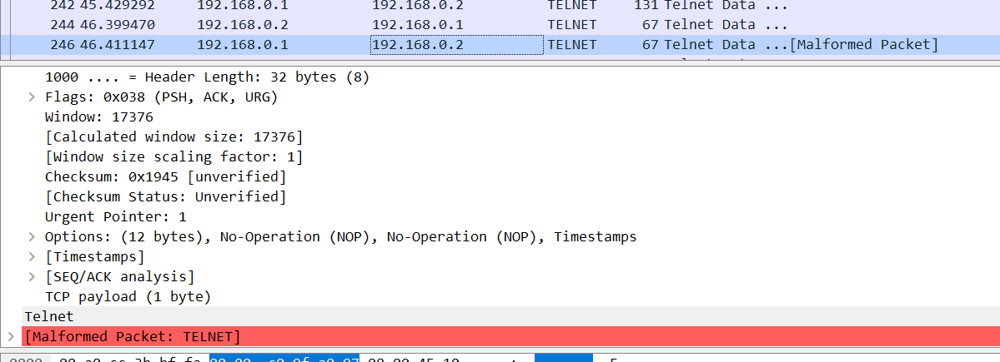 242 45.429292 192.168.0.1 192.168.0.2 TELNET 131 Telnet Data ...
244 46.399470 192.168.0.2 192.168.0.1 TELNET 67 Telnet Data ...
246 46.411147 192.168.0.1 192.168.0.2 TELNET 67 Telnet Data ...[Malformed Packet]
1000 .... = Header Length: 32 bytes (8)
Flags: 0x038 (PSH, ACK, URG)
Window: 17376
[Calculated window size: 17376]
[Window size scaling factor: 1]
Checksum: 0x1945 [unverified]
[Checksum Status: Unverified]
Urgent Pointer: 1
Options: (12 bytes), No-Operation (NOP), No-Operation (NOP), Timestamps
[Timestamps]
[SEQ/ACK analysis]
TCP payload (1 byte)
Telnet
[Malformed Packet: TELNET]